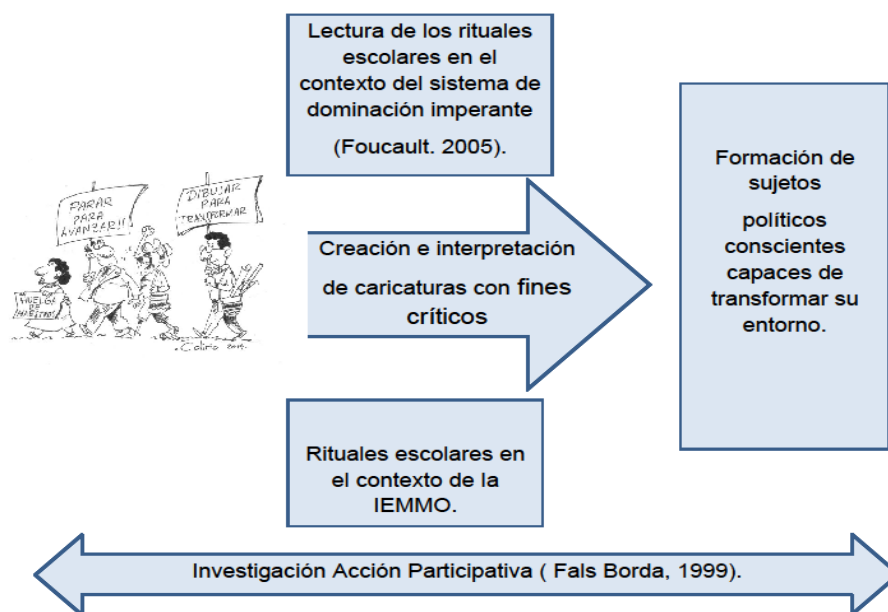 Lectura de los rituales
escolares en el
contexto del sistema de
dominación imperante
(Foucault. 2005).
PARAR
PARA
AVANZAR!!
DIBUJAR
PARA
TRANSFORMAR
HUELGA
DE
Creación e interpretación
de caricaturas con fines
críticos
Formación de
sujetos
políticos
conscientes
capaces de
transformar su
entorno.
Rituales escolares en
el contexto de la
IEMMO.
Investigación Acción Participativa ( Fals Borda, 1999).